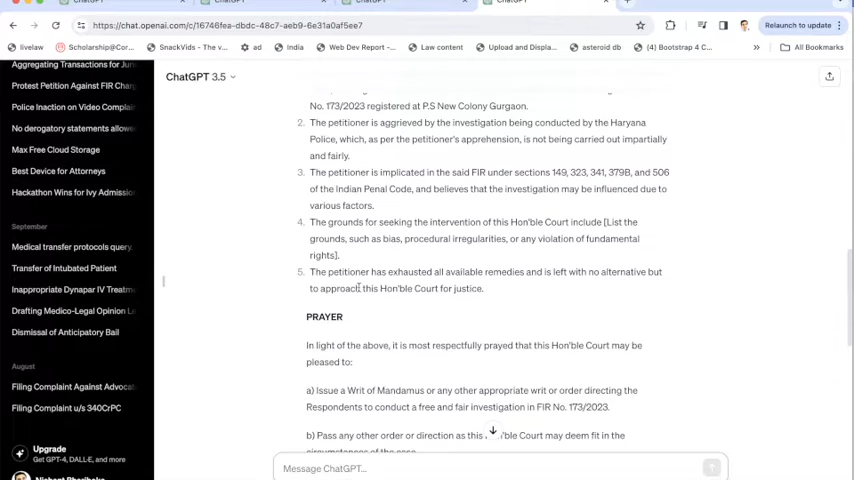 https://chat.openai.com/c/16746fea-dbdc-48c7-aeb9-6e31a0af5ee7
Relaunch to update
livelaw
Scholarship@Cor...
SnackVids - The v...
ad
India
Web Dev Report -...
Law content
Upload and Displa...
asteroid db
(4) Bootstrap 4 C...
All Bookmarks
Aggregating Transactions for Jur
Protest Petition Against FIR Char
Police Inaction on Video Complai
No derogatory statements allowe
Max Free Cloud Storage
Best Device for Attorneys
Hackathon Wins for Ivy Admissio
September
Medical transfer protocols query.
Transfer of Intubated Patient
Inappropriate Dynapar IV Treatm
Drafting Medico-Legal Opinion L
Dismissal of Anticipatory Bail
August
Filing Complaint Against Advoca
Filing Complaint u/s 340CrPC
Upgrade
Get GPT-4, DALL-E, and more
ChatGPT 3.5
No. 173/2023 registered at P.S New Colony Gurgaon.
2. The petitioner is aggrieved by the investigation being conducted by the Haryana
Police, which, as per the petitioner's apprehension, is not being carried out impartially
and fairly.
3. The petitioner is implicated in the said FIR under sections 149, 323, 341, 379B, and 506
of the Indian Penal Code, and believes that the investigation may be influenced due to
various factors.
4. The grounds for seeking the intervention of this Hon'ble Court include [List the
grounds, such as bias, procedural irregularities, or any violation of fundamental
rights].
5. The petitioner has exhausted all available remedies and is left with no alternative but
to approach this Hon'ble Court for justice.
PRAYER
In light of the above, it is most respectfully prayed that this Hon'ble Court may be
pleased to:
a) Issue a Writ of Mandamus or any other appropriate writ or order directing the
Respondents to conduct a free and fair investigation in FIR No. 173/2023.
b) Pass any other order or direction as this 'ble Court may deem fit in the
circumstances of the case.
Message ChatGPT...